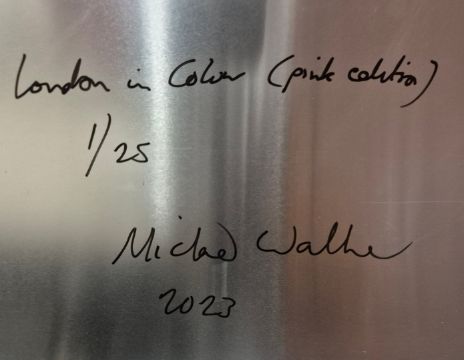 London in Colour (pink edition)
1/25
Michael Walker
2023